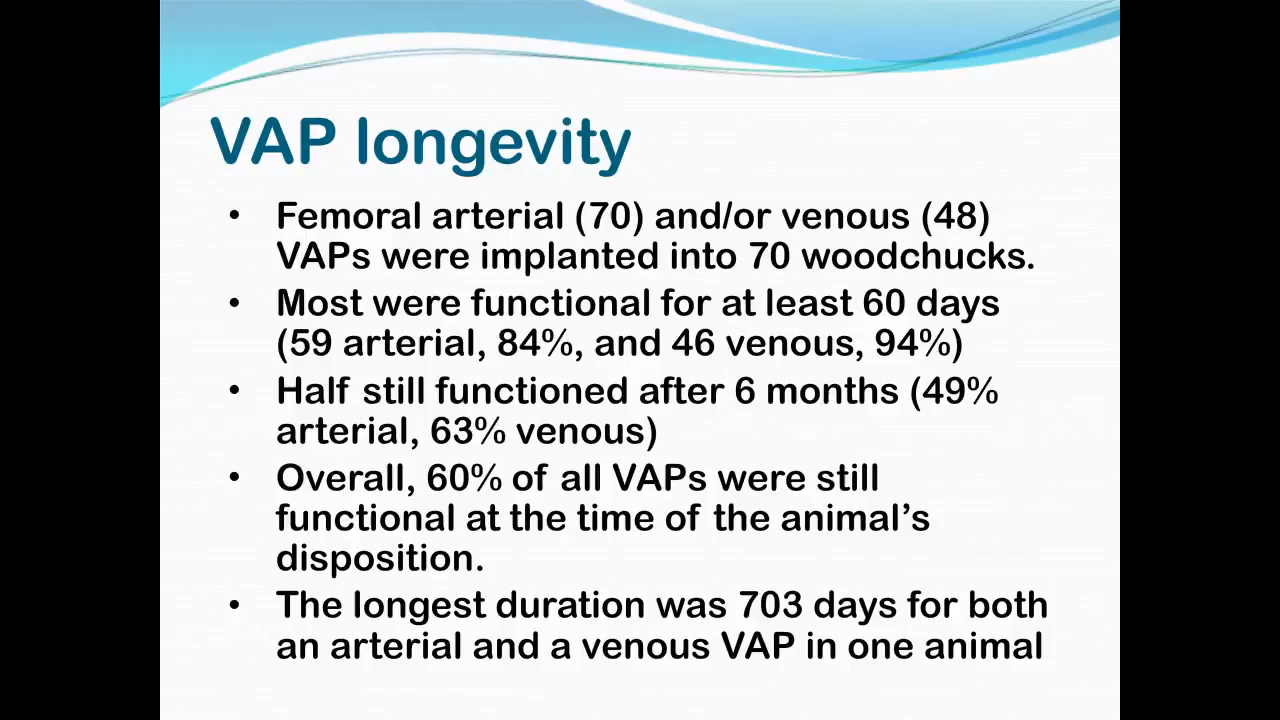 VAP longevity
• Femoral arterial (70) and/or venous (48)
VAPs were implanted into 70 woodchucks.
• Most were functional for at least 60 days
(59 arterial, 84%, and 46 venous, 94%)
• Half still functioned after 6 months (49%
arterial, 63% venous)
• Overall, 60% of all VAPs were still
functional at the time of the animal’s
disposition.
• The longest duration was 703 days for both
an arterial and a venous VAP in one animal